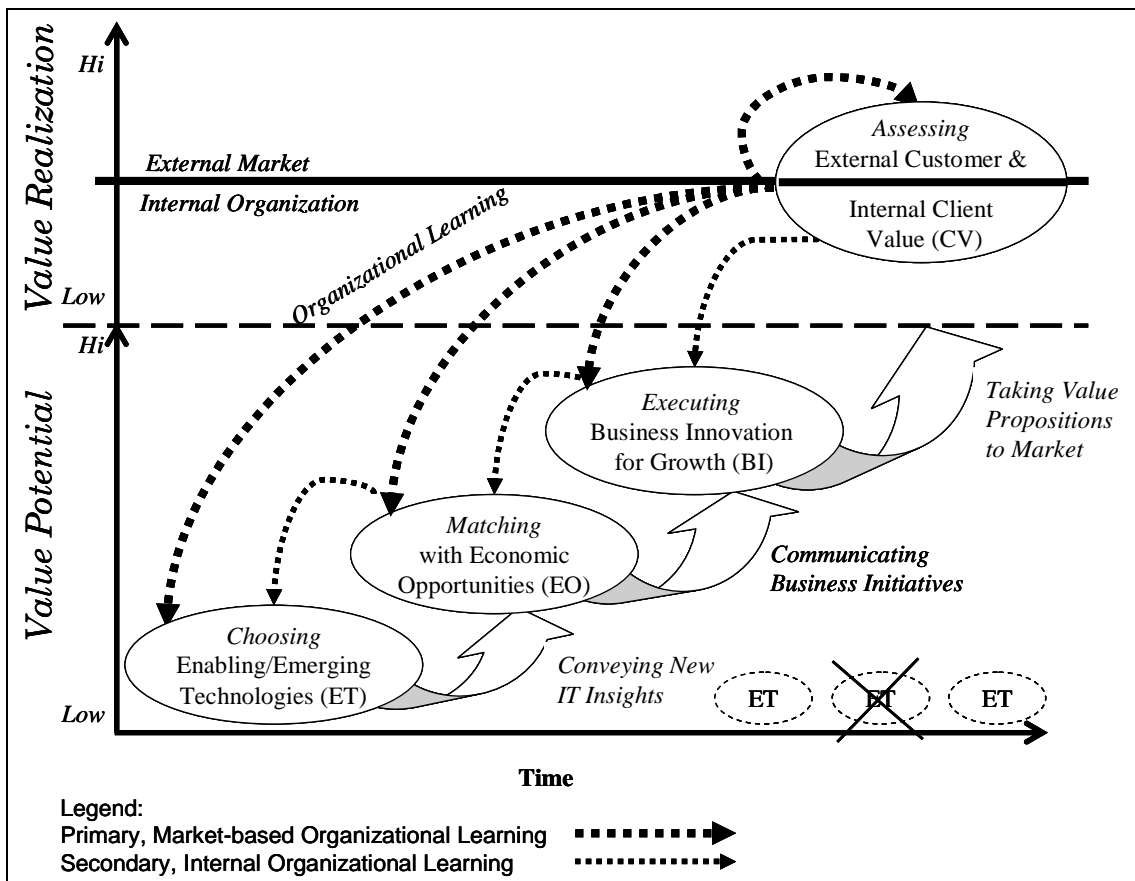 Value Realization
Hi
External Market
Internal Organization
Organizational Learning
Low
Assessing
External Customer &
Internal Client
Value (CV)
Value Potential
Hi
Executing
Business Innovation
for Growth (BI)
Taking Value
Propositions
to Market
Matching
with Economic
Opportunities (EO)
Communicating
Business Initiatives
Choosing
Enabling/Emerging
Technologies (ET)
Conveying New
IT Insights
ET
ET
ET
Low
Time
Legend:
Primary, Market-based Organizational Learning
Secondary, Internal Organizational Learning